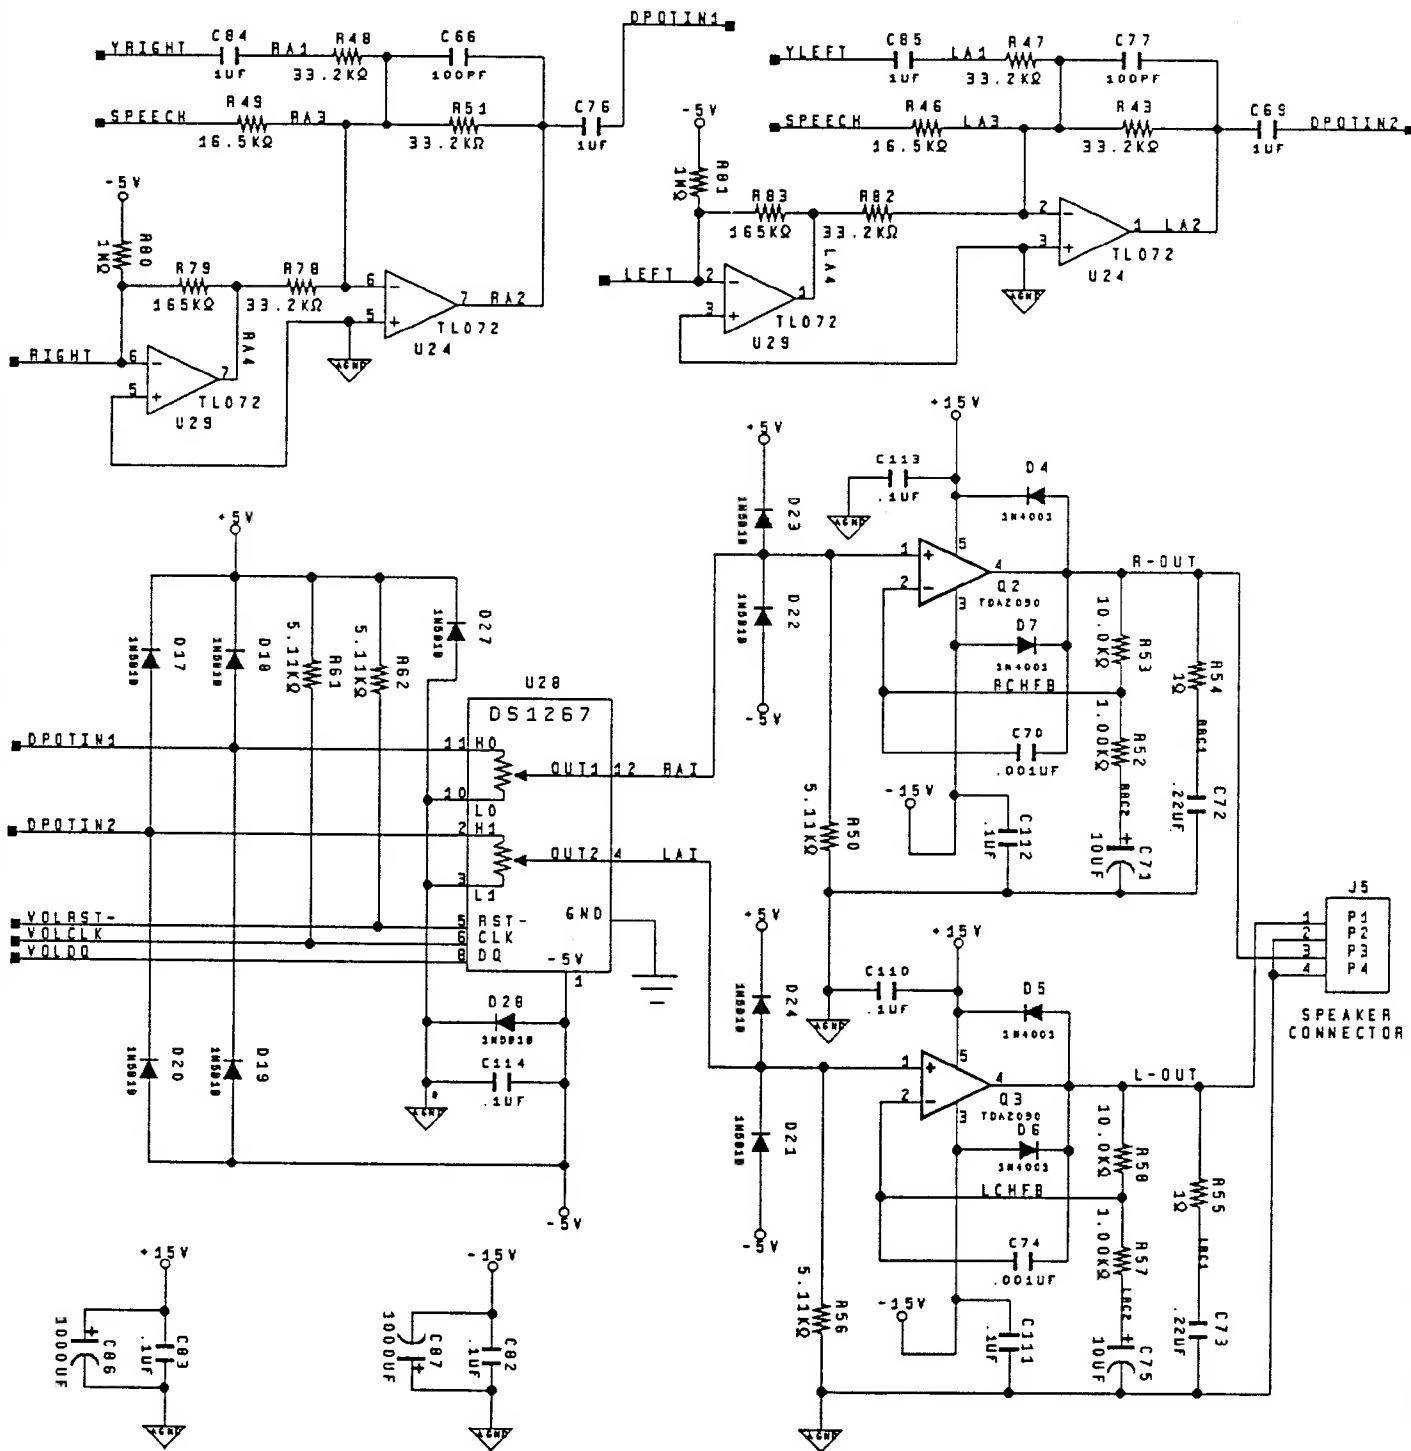 DPOTIN1
YRIGHT
C84
1UF
RA1
R48
33.2KΩ
C66
100PF
SPEECH
R49
16.5KΩ
RA3
R51
33.2KΩ
C76
1UF
-5V
R80
1MΩ
R79
165KΩ
R78
33.2KΩ
RA4
6
5
7
RA2
TL072
U24
AGND
RIGHT
6
5
7
TL072
U29
YLEFT
C85
1UF
LA1
R47
33.2KΩ
C77
100PF
SPEECH
R46
16.5KΩ
LA3
R43
33.2KΩ
C69
1UF
DPOTIN2
-5V
R81
1MΩ
R83
165KΩ
R82
33.2KΩ
LA4
2
3
1
LA2
TL072
U24
AGND
LEFT
2
3
1
TL072
U29
+5V
D17
1N5818
D18
1N5818
5.11KΩ
R61
5.11KΩ
R62
D27
1N5818
U28
DS1267
DPOTIN1
11
H0
OUT1
12
RAI
10
L0
DPOTIN2
2
H1
OUT2
4
LAI
3
L1
GND
VOLRST-
5
RST-
VOLCLK
6
CLK
VOLDQ
8
DQ
-5V
1
D28
1N5818
C114
.1UF
AGND
D20
1N5818
D19
1N5818
-5V
+5V
D23
1N5818
D22
1N5818
-5V
+15V
C113
.1UF
AGND
D4
1N4001
1
2
5
4
3
Q2
TDA2030
R-OUT
D7
1N4001
RCHFB
C70
.001UF
10.0KΩ
R53
1.00KΩ
R52
RRC2
10UF
C71
+
R54
1Ω
RRC1
.22UF
C72
-15V
C112
.1UF
5.11KΩ
R50
AGND
+5V
D24
1N5818
D21
1N5818
-5V
+15V
C110
.1UF
D5
1N4001
1
2
5
4
3
Q3
TDA2030
L-OUT
D6
1N4001
LCHFB
C74
.001UF
10.0KΩ
R58
1.00KΩ
R57
LRC2
10UF
C75
+
R55
1Ω
LRC1
.22UF
C73
-15V
C111
.1UF
5.11KΩ
R56
AGND
J5
1
P1
2
P2
3
P3
4
P4
SPEAKER
CONNECTOR
+15V
1000UF
C86
+
C83
.1UF
AGND
-15V
1000UF
C87
+
C82
.1UF
AGND